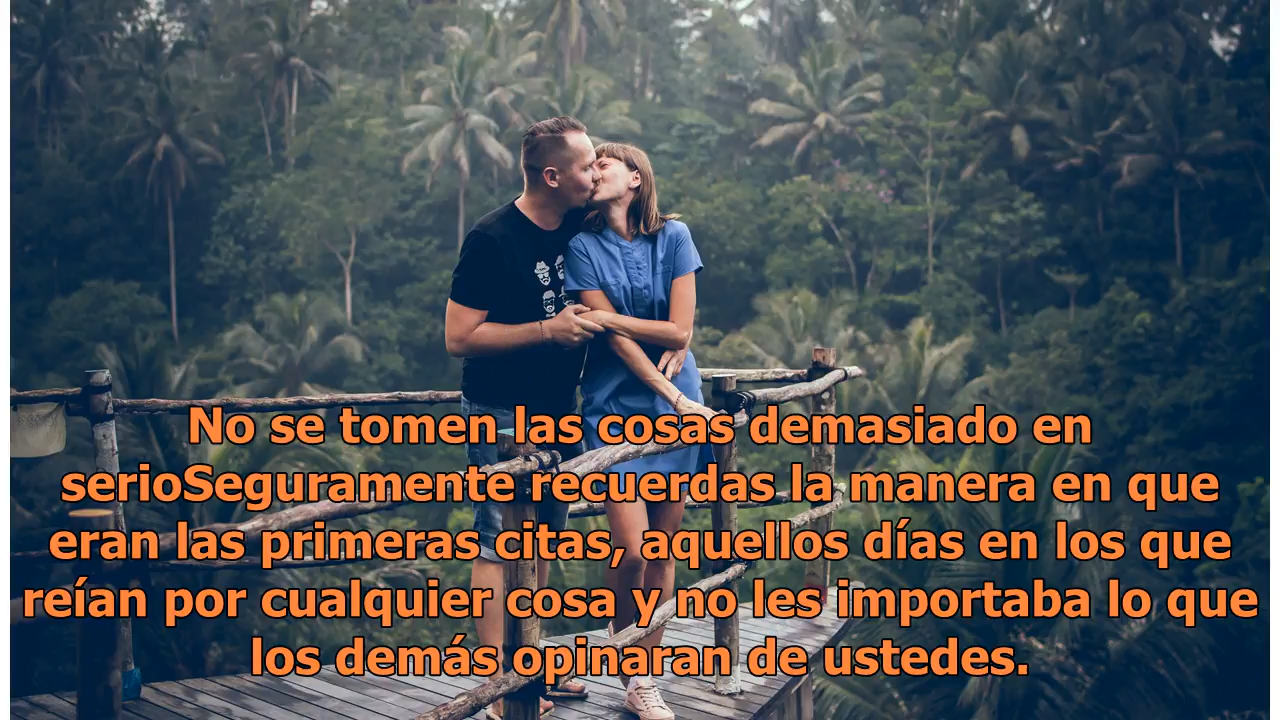 No se tomen las cosas demasiado en
serioSeguramente recuerdas la manera en que
eran las primeras citas, aquellos días en los que
reían por cualquier cosa y no les importaba lo que
los demás opinaran de ustedes.